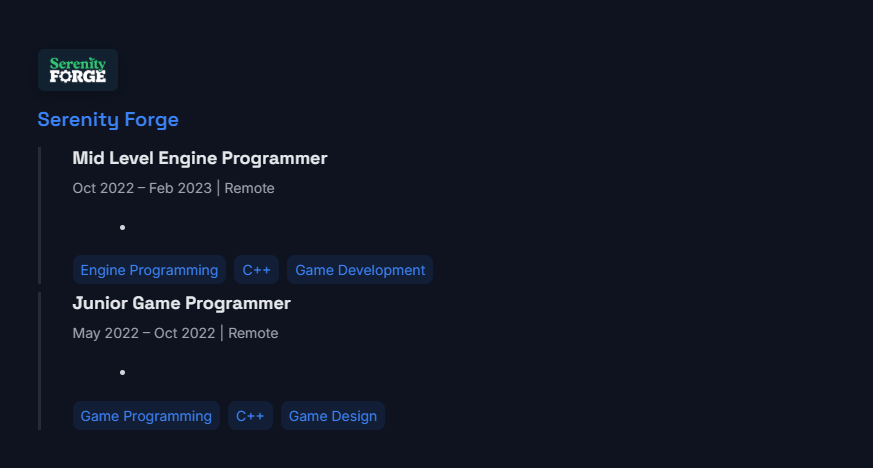 Serenity
FORGE
Serenity Forge
Mid Level Engine Programmer
Oct 2022 – Feb 2023 | Remote
•
Engine Programming C++ Game Development
Junior Game Programmer
May 2022 – Oct 2022 | Remote
•
Game Programming C++ Game Design